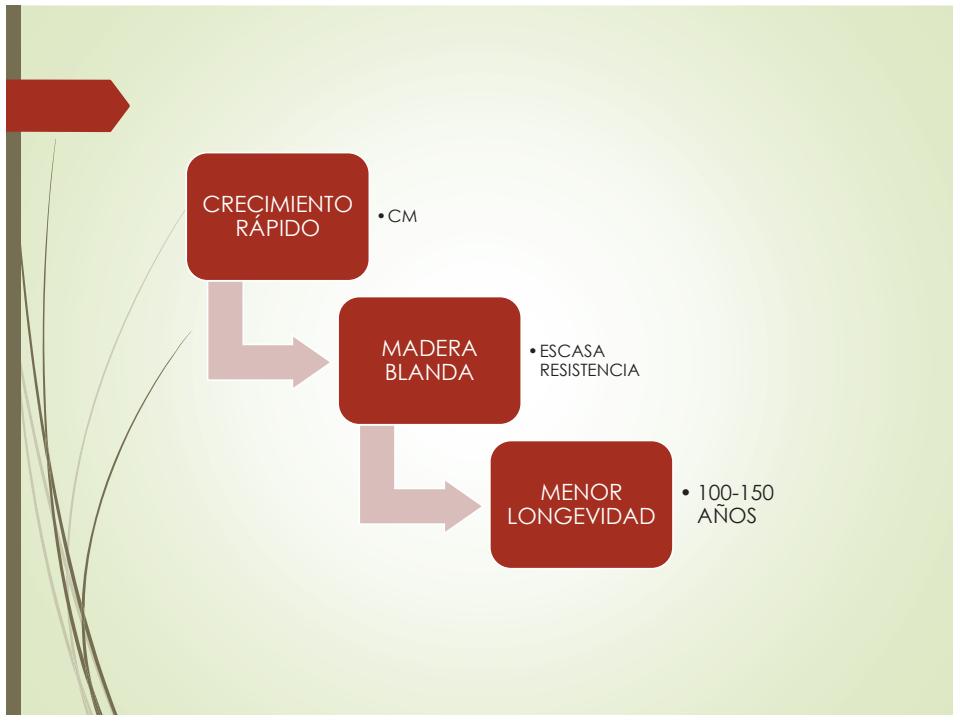 CRECIMIENTO
RÁPIDO
• CM
MADERA
BLANDA
• ESCASA
RESISTENCIA
MENOR
LONGEVIDAD
• 100-150
AÑOS